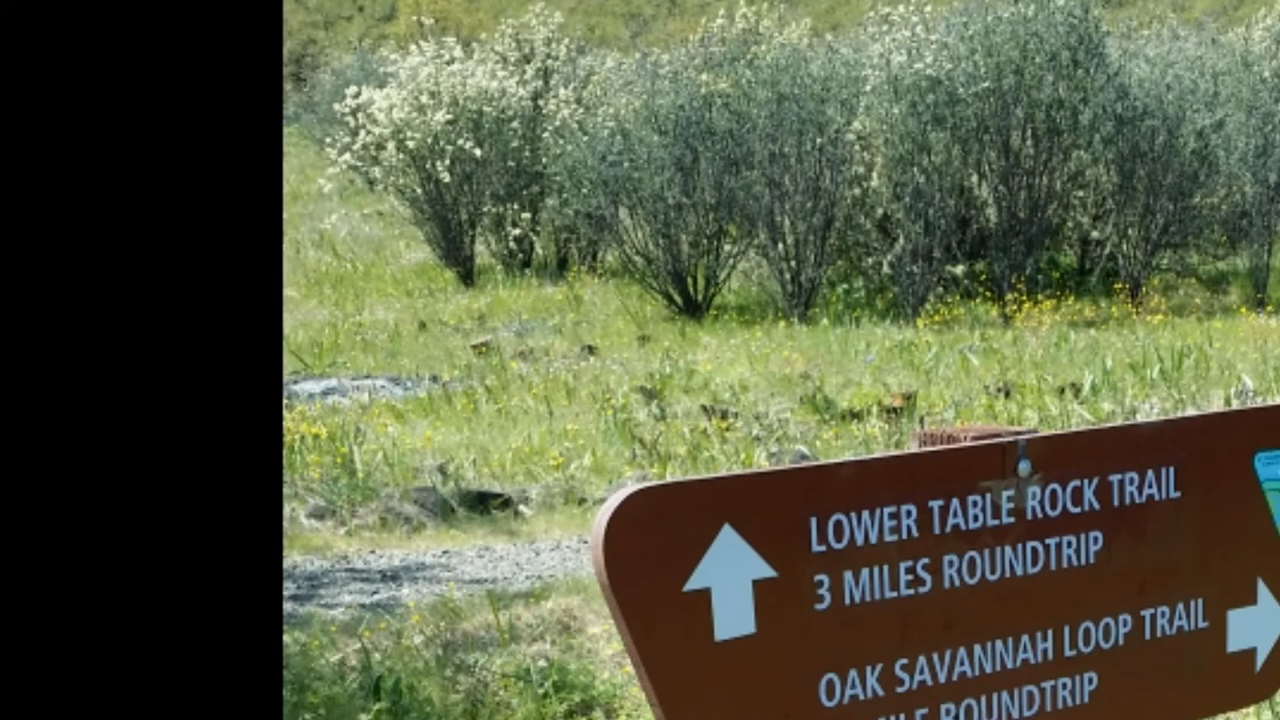 LOWER TABLE ROCK TRAIL
3 MILES ROUNDTRIP
OAK SAVANNAH LOOP TRAIL
ROUNDTRIP